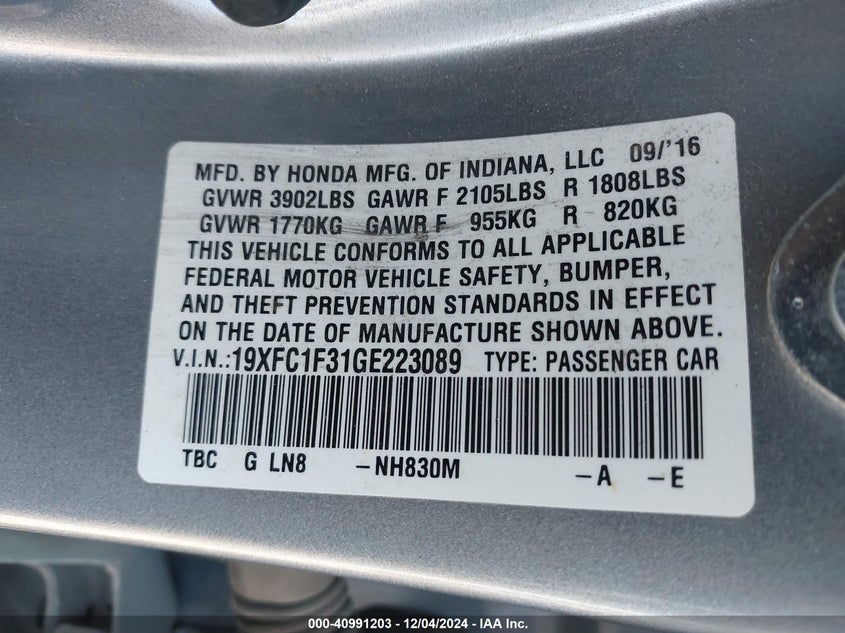 MFD. BY HONDA MFG. OF INDIANA, LLC 09/'16
GVWR 3902LBS GAWR F 2105LBS R 1808LBS
GVWR 1770KG GAWR F 955KG R 820KG
THIS VEHICLE CONFORMS TO ALL APPLICABLE
FEDERAL MOTOR VEHICLE SAFETY, BUMPER,
AND THEFT PREVENTION STANDARDS IN EFFECT
ON THE DATE OF MANUFACTURE SHOWN ABOVE.
V.I.N.:19XFC1F31GE223089 TYPE: PASSENGER CAR
TBC G LN8 -NH830M -A -E
000-40991203 - 12/04/2024 - IAA Inc.